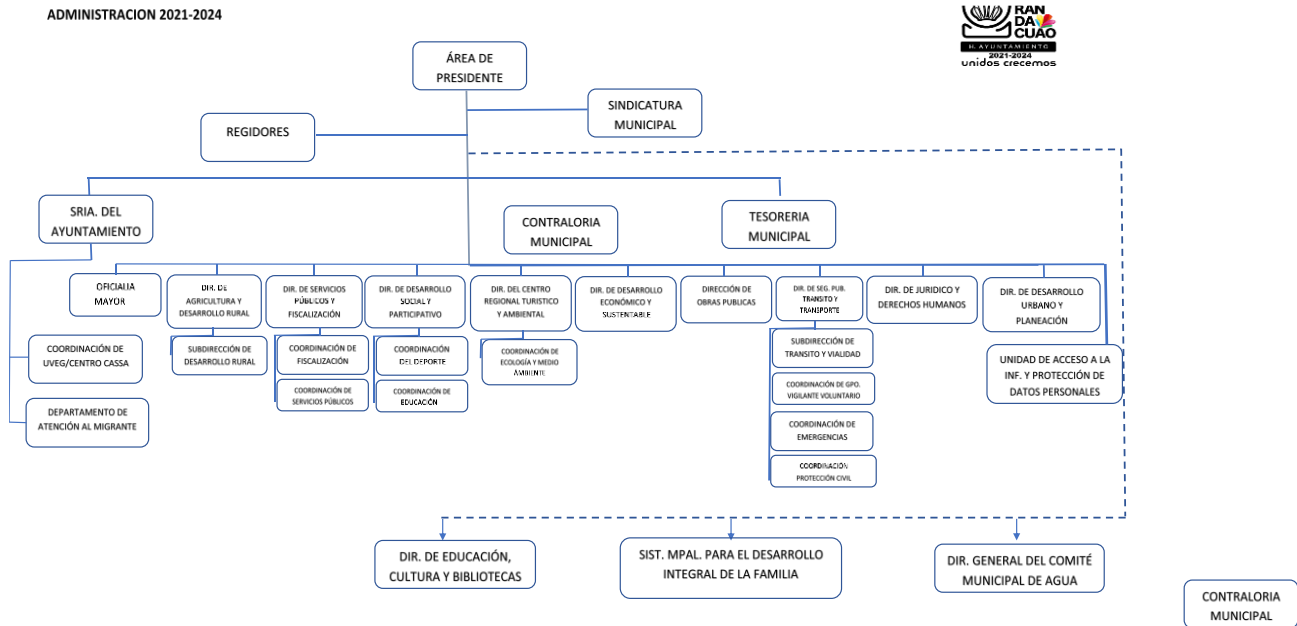 ADMINISTRACION 2021-2024
RAN
DA
CUAO
H. AYUNTAMIENTO
2021-2024
unidos crecemos
ÁREA DE
PRESIDENTE
SINDICATURA
MUNICIPAL
REGIDORES
SRIA. DEL
AYUNTAMIENTO
CONTRALORIA
MUNICIPAL
TESORERIA
MUNICIPAL
OFICIALIA
MAYOR
DIR. DE
AGRICULTURA Y
DESARROLLO RURAL
DIR. DE SERVICIOS
PÚBLICOS Y
FISCALIZACIÓN
DIR. DE DESARROLLO
SOCIAL Y
PARTICIPATIVO
DIR. DEL CENTRO
REGIONAL TURISTICO
Y AMBIENTAL
DIR. DE DESARROLLO
ECONÓMICO Y
SUSTENTABLE
DIRECCIÓN DE
OBRAS PUBLICAS
DIR. DE SEG. PUB.
TRANSITO Y
TRANSPORTE
DIR. DE JURIDICO Y
DERECHOS HUMANOS
DIR. DE DESARROLLO
URBANO Y
PLANEACIÓN
COORDINACIÓN DE
UVEG/CENTRO CASSA
SUBDIRECCIÓN DE
DESARROLLO RURAL
COORDINACIÓN DE
FISCALIZACIÓN
COORDINACIÓN
DEL DEPORTE
COORDINACIÓN DE
ECOLOGÍA Y MEDIO
AMBIENTE
SUBDIRECCIÓN DE
TRANSITO Y VIALIDAD
UNIDAD DE ACCESO A LA
INF. Y PROTECCIÓN DE
DATOS PERSONALES
COORDINACIÓN DE
SERVICIOS PÚBLICOS
COORDINACIÓN DE
EDUCACIÓN
COORDINACIÓN DE GPO.
VIGILANTE VOLUNTARIO
DEPARTAMENTO DE
ATENCIÓN AL MIGRANTE
COORDINACIÓN DE
EMERGENCIAS
COORDINACION
PROTECCIÓN CIVIL
DIR. DE EDUCACIÓN,
CULTURA Y BIBLIOTECAS
SIST. MPAL. PARA EL DESARROLLO
INTEGRAL DE LA FAMILIA
DIR. GENERAL DEL COMITÉ
MUNICIPAL DE AGUA
CONTRALORIA
MUNICIPAL